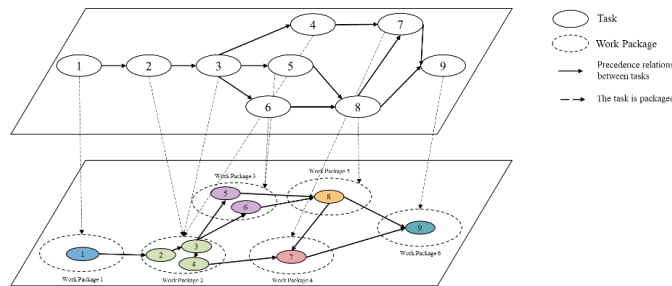 4
7
1
2
3
5
9
6
8
Task
Work Package
Precedence relations
between tasks
The task is packaged
Work Package 3
Work Package 5
5
6
8
9
3
1
2
4
7
Work Package 6
Work Package 1
Work Package 2
Work Package 4